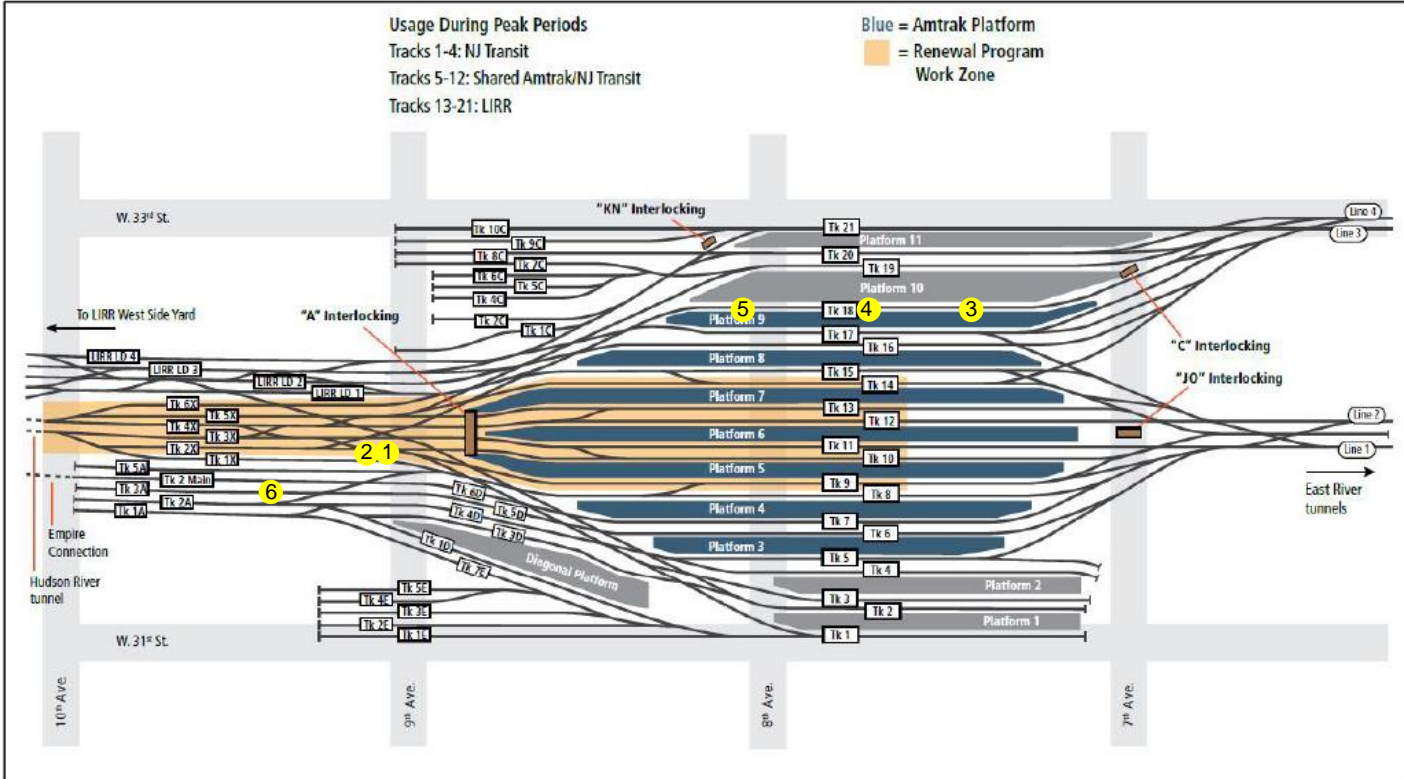 Usage During Peak Periods
Tracks 1-4: NJ Transit
Tracks 5-12: Shared Amtrak/NJ Transit
Tracks 13-21: LIRR
Blue = Amtrak Platform
= Renewal Program
Work Zone
W. 33rd St.
"KN" Interlocking
Tk 10C
Tk 9C
Tk 8C
Tk 7C
Tk 6C
Tk 5C
Tk 4C
Tk 2C
Tk 1C
Tk 21
Platform 11
Tk 20
Tk 19
Platform 10
5
4
3
Tk 18
Platform 9
Tk 17
Tk 16
Platform 8
Tk 15
Tk 14
Platform 7
Tk 13
Tk 12
Platform 6
Tk 11
Tk 10
Platform 5
Tk 9
Tk 8
Platform 4
Tk 7
Tk 6
Platform 3
Tk 5
Tk 4
Platform 2
Tk 3
Tk 2
Platform 1
Tk 1
Line 4
Line 3
"C" Interlocking
"JO" Interlocking
Line 2
Line 1
East River
tunnels
To LIRR West Side Yard
"A" Interlocking
LIRR LD 4
LIRR LD 3
LIRR LD 2
LIRR LD 1
Tk 6X
Tk 5X
Tk 4X
Tk 3X
Tk 2X
Tk 1X
2
1
Tk 5A
Tk 2 Main
Tk 3A
6
Tk 2A
Tk 1A
Tk 6D
Tk 5D
Tk 4D
Tk 3D
Tk 1D
Tk 7E
Diagonal Platform
Empire
Connection
Hudson River
tunnel
Tk 5E
Tk 4E
Tk 3E
Tk 2E
Tk 1E
W. 31st St.
10th Ave.
9th Ave.
8th Ave.
7th Ave.